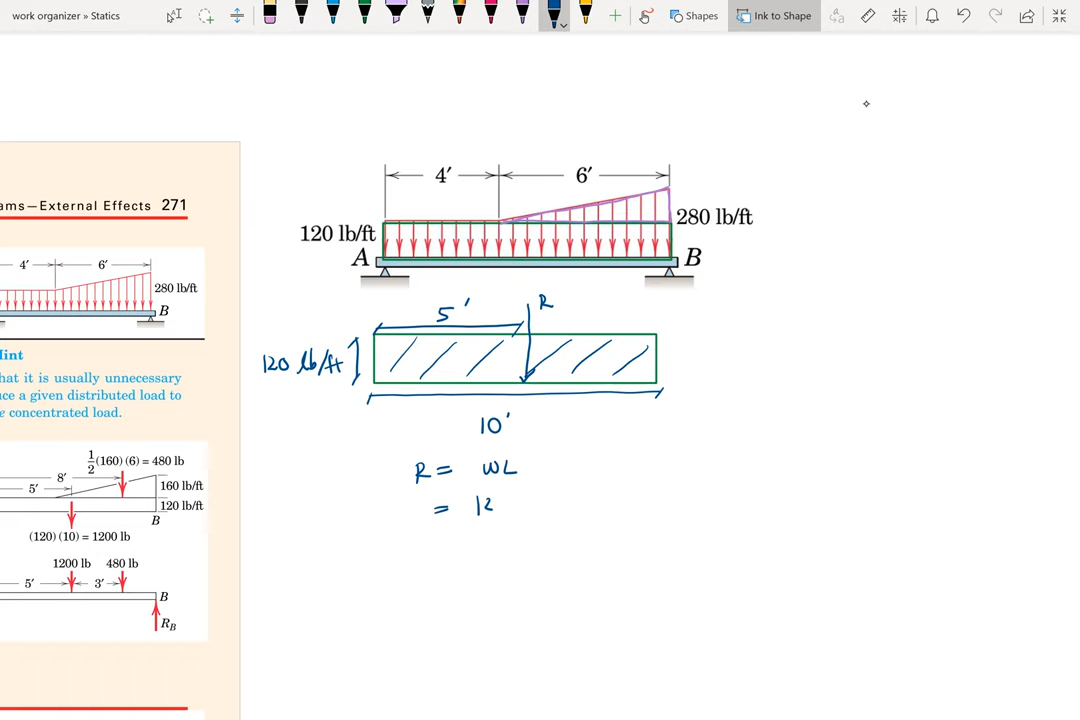 work organizer » Statics
Shapes
Ink to Shape
ams—External Effects 271
4′ 6′
280 lb/ft
B
Hint
hat it is usually unnecessary
uce a given distributed load to
e concentrated load.
1/2 (160) (6) = 480 lb
8′
5′
160 lb/ft
120 lb/ft
B
(120) (10) = 1200 lb
1200 lb 480 lb
5′ 3′
B
R_B
4′ 6′
120 lb/ft
280 lb/ft
A B
5' R
120 lb/ft
10'
R = WL
= 12